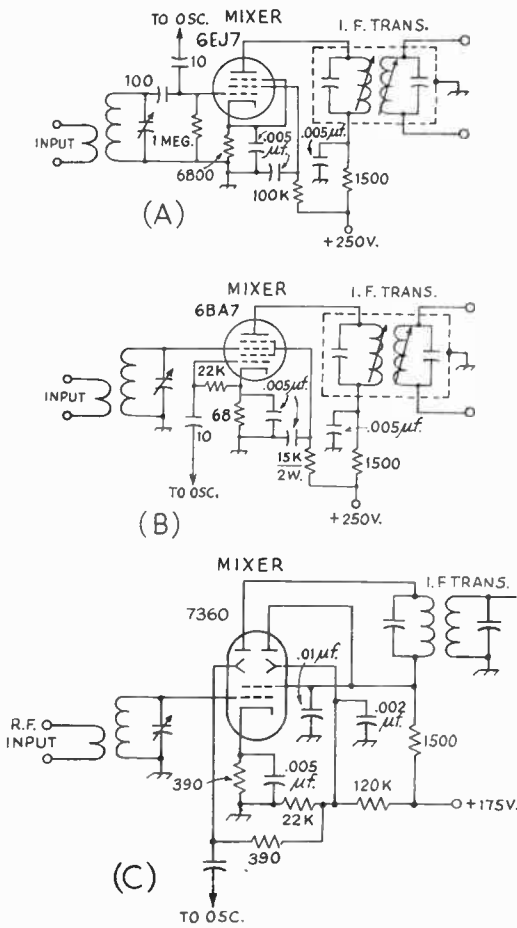 TO OSC. MIXER
6EJ7
I. F. TRANS.
10
100
INPUT
1 MEG.
.005
μf.
.005μf.
6800
100K
1500
+250V.
(A)
MIXER
6BA7
I. F. TRANS.
22K
.005μf.
INPUT
68
10
.005μf.
15K
2W.
1500
TO OSC.
+250V.
(B)
MIXER
I.F. TRANS.
7360
.01μf.
R.F.
INPUT
.002
μf.
1500
.005
μf.
390
120K
22K
+175V.
390
(C)
TO OSC.